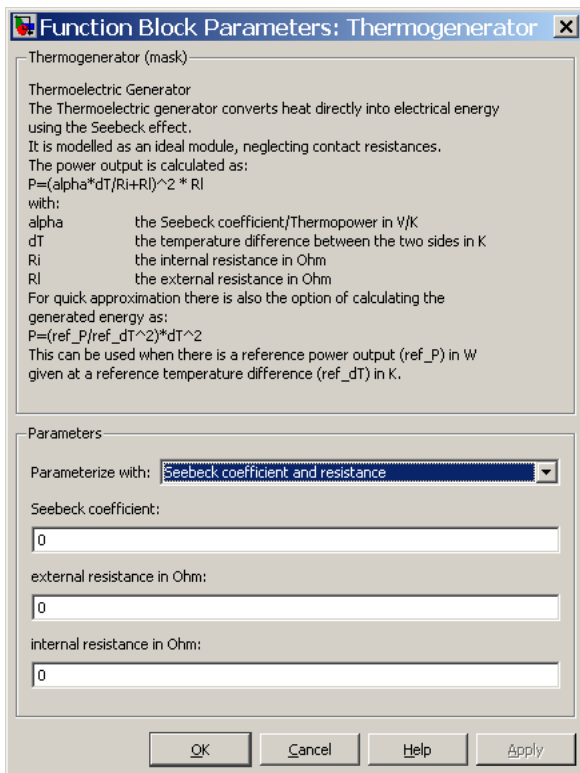 Function Block Parameters: Thermogenerator
Thermogenerator (mask)
Thermoelectric Generator
The Thermoelectric generator converts heat directly into electrical energy
using the Seebeck effect.
It is modelled as an ideal module, neglecting contact resistances.
The power output is calculated as:
P=(alpha*dT/Ri+Rl)^2 * Rl
with:
alpha the Seebeck coefficient/Thermopower in V/K
dT the temperature difference between the two sides in K
Ri the internal resistance in Ohm
Rl the external resistance in Ohm
For quick approximation there is also the option of calculating the
generated energy as:
P=(ref_P/ref_dT^2)*dT^2
This can be used when there is a reference power output (ref_P) in W
given at a reference temperature difference (ref_dT) in K.
Parameters
Parameterize with: Seebeck coefficient and resistance
Seebeck coefficient:
0
external resistance in Ohm:
0
internal resistance in Ohm:
0
OK Cancel Help Apply